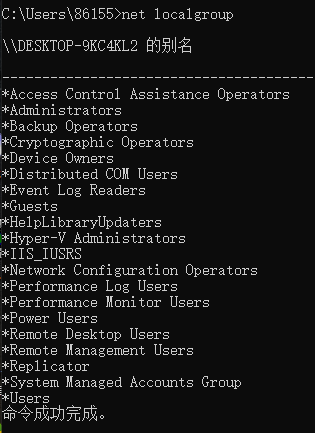 C:\Users\86155>net localgroup
\\DESKTOP-9KC4KL2 的别名
---------------------------------------
*Access Control Assistance Operators
*Administrators
*Backup Operators
*Cryptographic Operators
*Device Owners
*Distributed COM Users
*Event Log Readers
*Guests
*HelpLibraryUpdaters
*Hyper-V Administrators
*IIS_IUSRS
*Network Configuration Operators
*Performance Log Users
*Performance Monitor Users
*Power Users
*Remote Desktop Users
*Remote Management Users
*Replicator
*System Managed Accounts Group
*Users
命令成功完成。